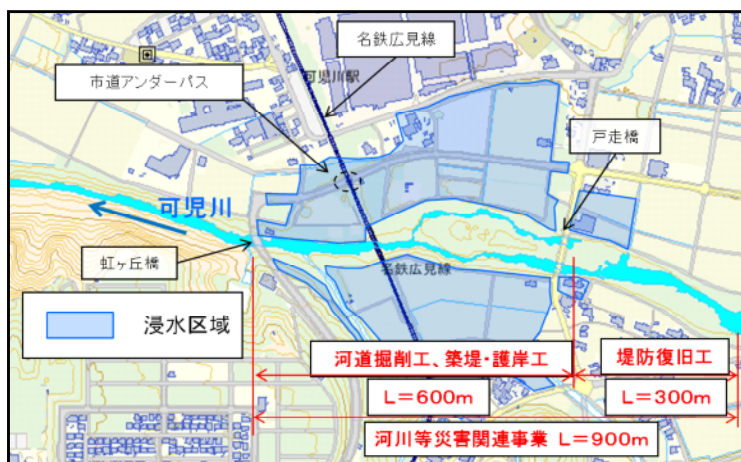 名鉄広見線
可児川駅
市道アンダーパス
戸走橋
可児川
虹ヶ丘橋
名鉄広見線
浸水区域
河道掘削工、築堤・護岸工
堤防復旧工
L=600m
L=300m
河川等災害関連事業 L=900m